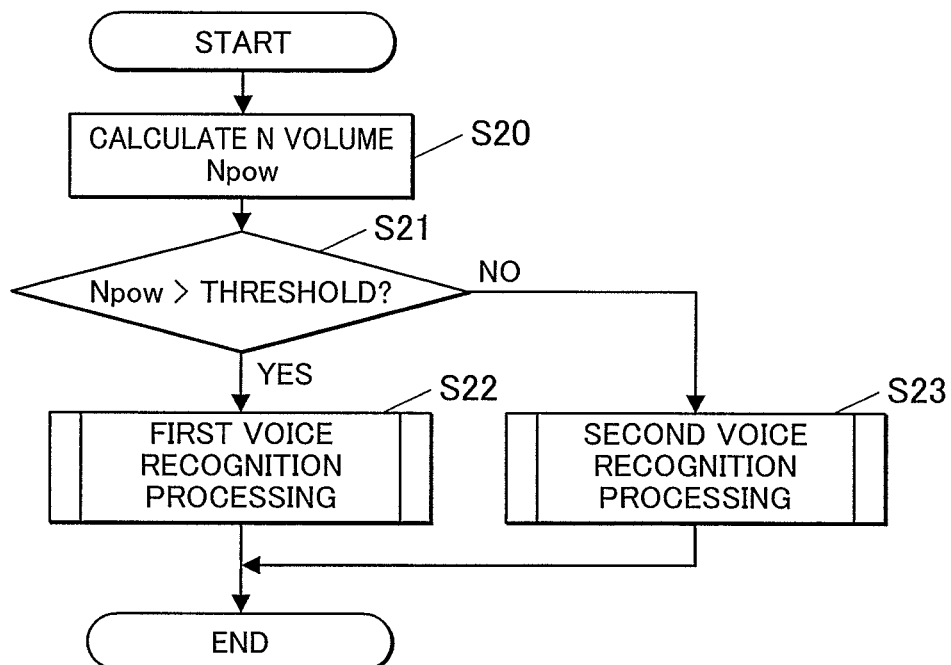 START
CALCULATE N VOLUME
Npow
S20
S21
Npow > THRESHOLD?
NO
YES
S22
FIRST VOICE
RECOGNITION
PROCESSING
S23
SECOND VOICE
RECOGNITION
PROCESSING
END